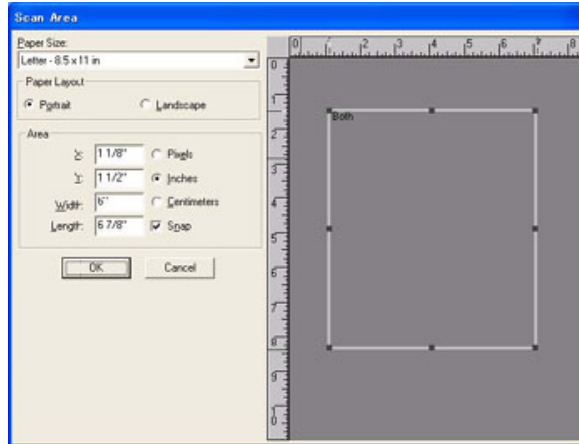 Scan Area
Paper Size:
Letter - 8.5 x 11 in
Paper Layout
Portrait
Landscape
Area
X: 1 1/8" Pixels
Y: 1 1/2" Inches
Width: 6" Centimeters
Length: 6 7/8" Snap
OK Cancel
0 1 2 3 4 5 6 7 8
0
1
2
3
4
5
6
7
8
9
10
Both